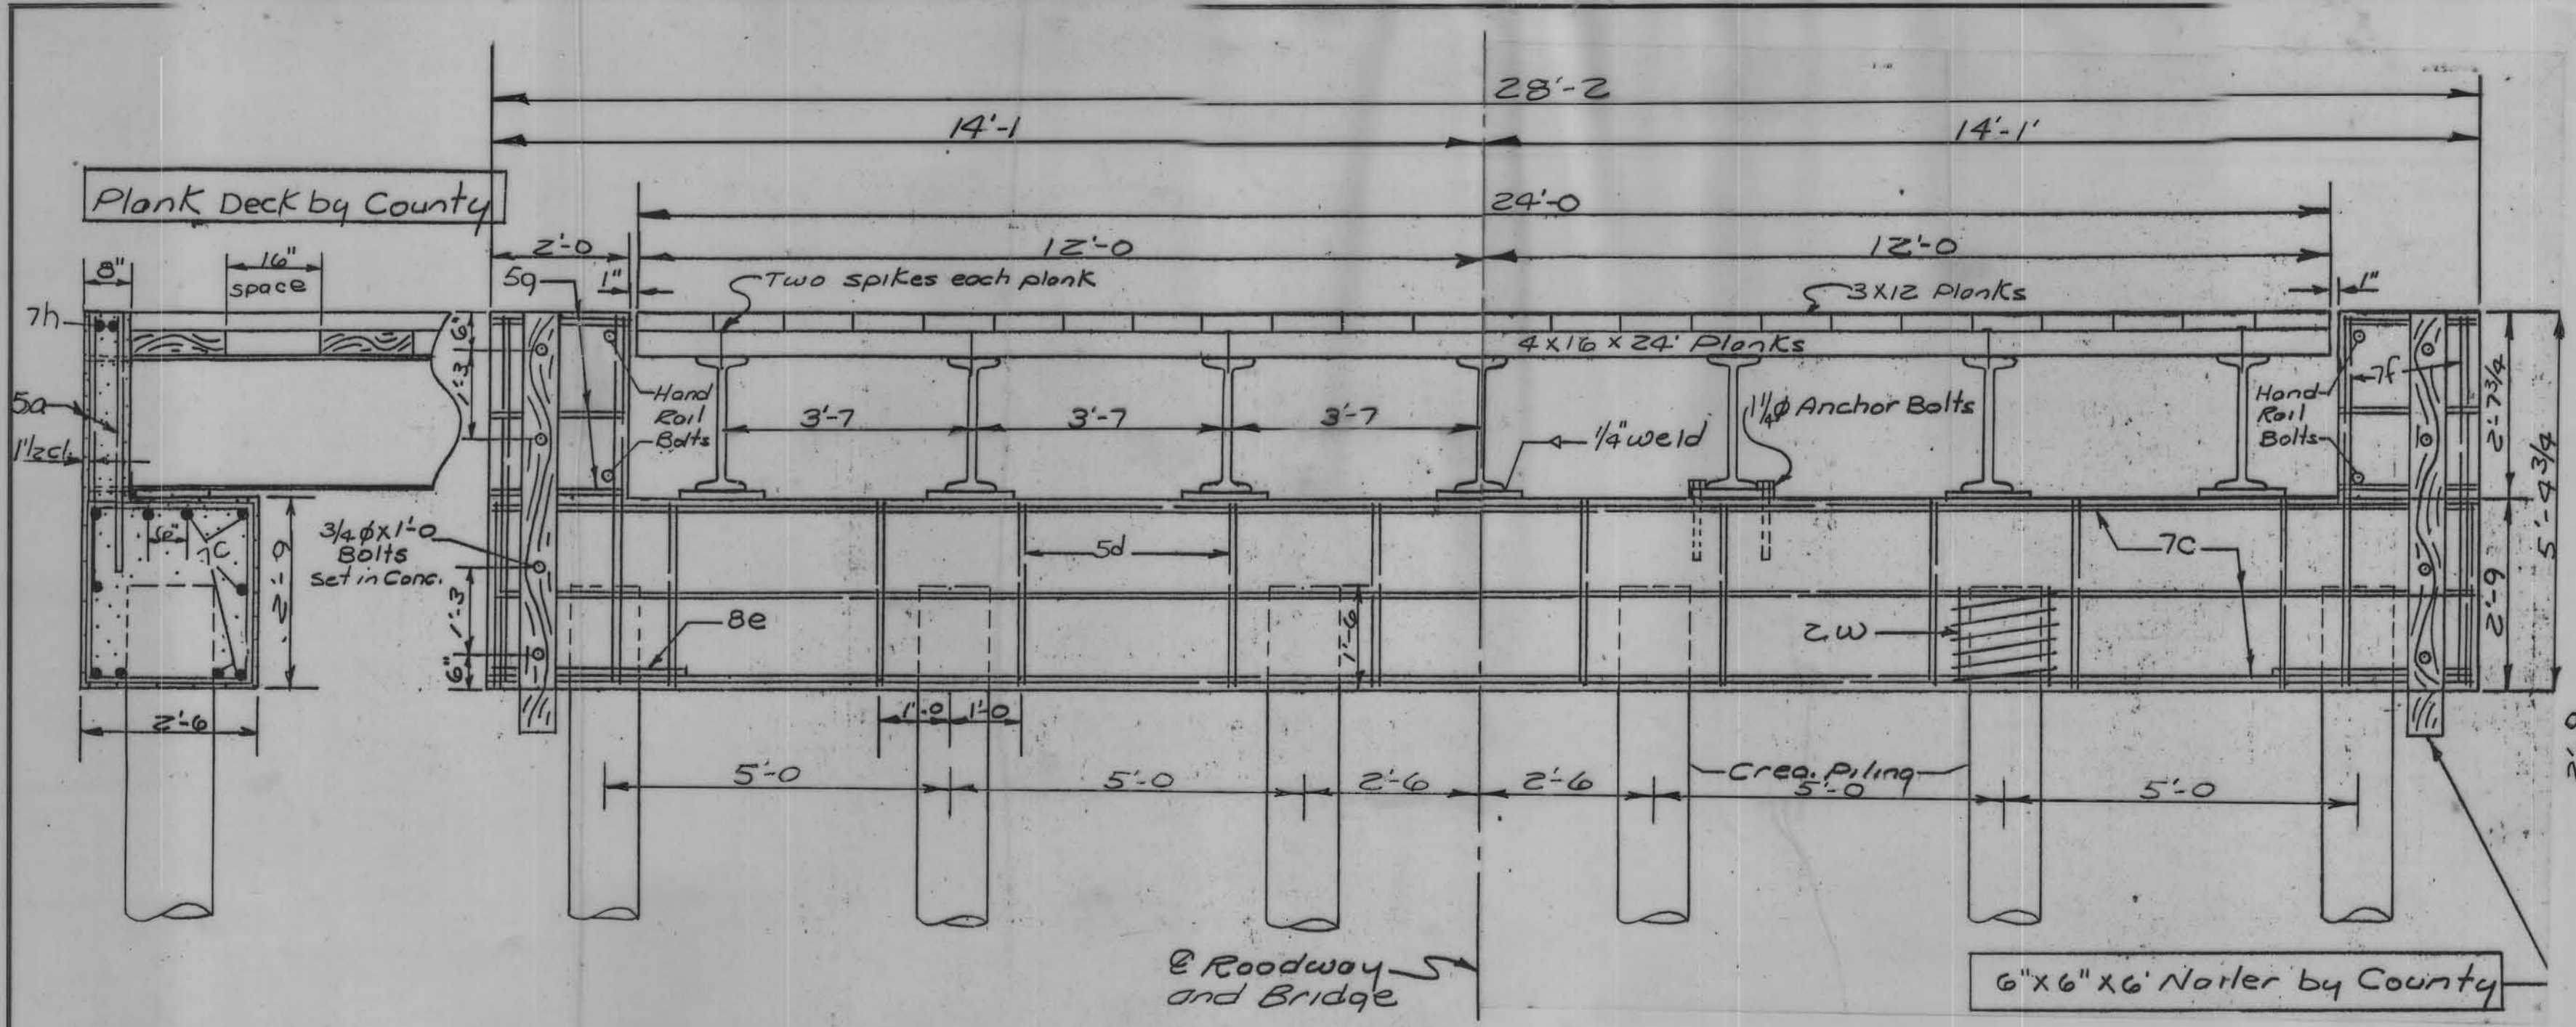 28'-2
14'-1
14'-1'
Plank Deck by County
24'-0
2'-0
12'-0
12'-0
8"
16"
space
5g
1"
Two spikes each plank
3x12 Planks
1"
7h
6"
4x16x24' Planks
1'-3
5a
Hand
Rail
Bolts
3'-7
3'-7
3'-7
1/4" weld
1 1/4 φ Anchor Bolts
Hand
Rail
Bolts
7f
2'-7 3/4
5'-4 3/4
1 1/2 cl.
6"
7C
2'-9
3/4 φ x 1'-0
Bolts
set in Conc.
5d
7C
2'-9
1'-3
6"
8e
1'-6
2W
2'-6
1'-0
1'-0
5'-0
5'-0
2'-6
2'-6
Creo. Piling
5'-0
5'-0
2'-0
℄ Roadway
and Bridge
6"x6"x6' Nailer by County